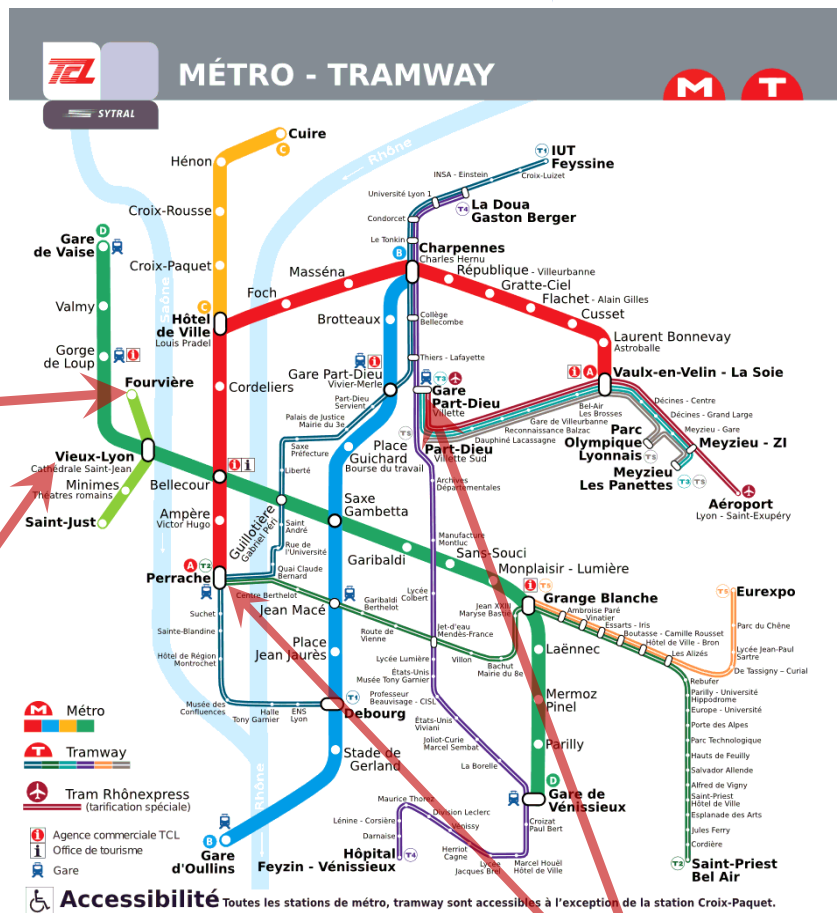 TCL
SYTRAL
MÉTRO - TRAMWAY
M
T
Cuire
C
Hénon
Croix-Rousse
Croix-Paquet
C
Hôtel
de Ville
Louis Pradel
Foch
Masséna
Cordeliers
Rhône
Saône
T1
IUT
Feyssine
Croix-Luizet
INSA - Einstein
Université Lyon 1
T4
La Doua
Gaston Berger
Condorcet
Le Tonkin
B
Charpennes
Charles Hernu
République - Villeurbanne
Gratte-Ciel
Flachet - Alain Gilles
Cusset
Laurent Bonnevay
Astroballe
A
Vaulx-en-Velin - La Soie
D
Gare
de Vaise
Valmy
Gorge
de Loup
Fourvière
Vieux-Lyon
Cathédrale Saint-Jean
Minimes
Théatres romains
Saint-Just
Brotteaux
Collège
Bellecombe
Thiers - Lafayette
Gare Part-Dieu
Vivier-Merle
Part-Dieu
Servient
Palais de Justice
Mairie du 3e
Saxe
Préfecture
Liberté
T3
Gare
Part-Dieu
Villette
T5
Part-Dieu
Villette Sud
Dauphiné Lacassagne
Reconnaissance Balzac
Gare de Villeurbanne
Bel-Air
Les Brosses
Décines - Centre
Décines - Grand Large
Meyzieu - Gare
Meyzieu - ZI
Parc
Olympique
Lyonnais
T5
Meyzieu
Les Panettes
T3
T5
Aéroport
Lyon - Saint-Exupéry
Bellecour
Ampère
Victor Hugo
A
T2
Perrache
Guillotière
Gabriel Péri
Saint
André
Rue de
l'Université
Quai Claude
Bernard
Centre Berthelot
Place
Guichard
Bourse du travail
Saxe
Gambetta
Garibaldi
Sans-Souci
Monplaisir - Lumière
T5
Grange Blanche
Archives
Départementales
Manufacture
Montluc
Lycée
Colbert
Jean Macé
Garibaldi
Berthelot
Route de
Vienne
Jet-d'eau
Mendès-France
Villon
Bachut
Mairie du 8e
Jean XXIII
Maryse Bastié
Ambroise Paré
Vinatier
Essarts - Iris
Boutasse - Camille Rousset
Hôtel de Ville - Bron
Les Alizés
T5
Eurexpo
Parc du Chêne
Lycée Jean-Paul
Sartre
De Tassigny – Curial
Rebufer
Parilly - Université
Hippodrome
Europe - Université
Porte des Alpes
Parc Technologique
Hauts de Feuilly
Salvador Allende
Alfred de Vigny
Saint-Priest
Hôtel de Ville
Esplanade des Arts
Jules Ferry
Cordière
T2
Saint-Priest
Bel Air
Suchet
Sainte-Blandine
Hôtel de Région
Montrochet
Musée des
Confluences
Halle
Tony Garnier
ENS
Lyon
Place
Jean Jaurès
T1
Debourg
Stade de
Gerland
Rhône
B
Gare
d'Oullins
Lycée Lumière
États-Unis
Musée Tony Garnier
Professeur
Beauvisage - CISL
États-Unis
Viviani
Joliot-Curie
Marcel Sembat
La Borelle
Laënnec
Mermoz
Pinel
Parilly
D
Gare de
Vénissieux
Croizat
Paul Bert
Marcel Houël
Hôtel de Ville
Lycée
Jacques Brel
Herriot
Cagne
Vénissy
Division Leclerc
Maurice Thorez
Lénine - Corsière
Darnaise
Hôpital
Feyzin - Vénissieux
T4
M Métro
T Tramway
Tram Rhônexpress
(tarification spéciale)
Agence commerciale TCL
Office de tourisme
Gare
Accessibilité Toutes les stations de métro, tramway sont accessibles à l'exception de la station Croix-Paquet.